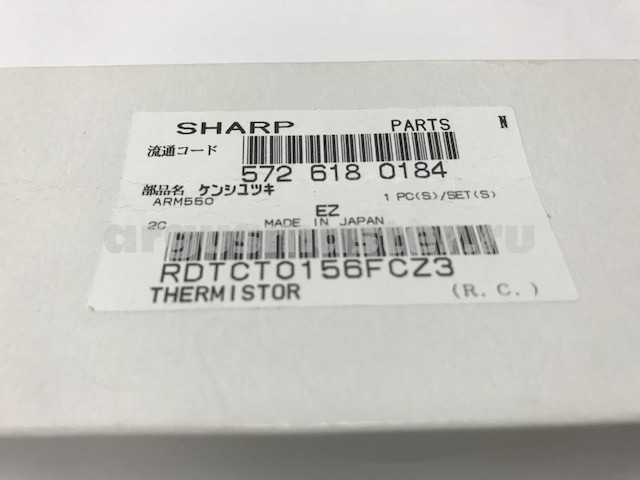 SHARP PARTS N
流通コード
572 618 0184
部品名 ケンシユツキ
ARM550 1 PC(S)/SET(S)
EZ
2C MADE IN JAPAN
RDTCT0156FCZ3
THERMISTOR (R.C.)